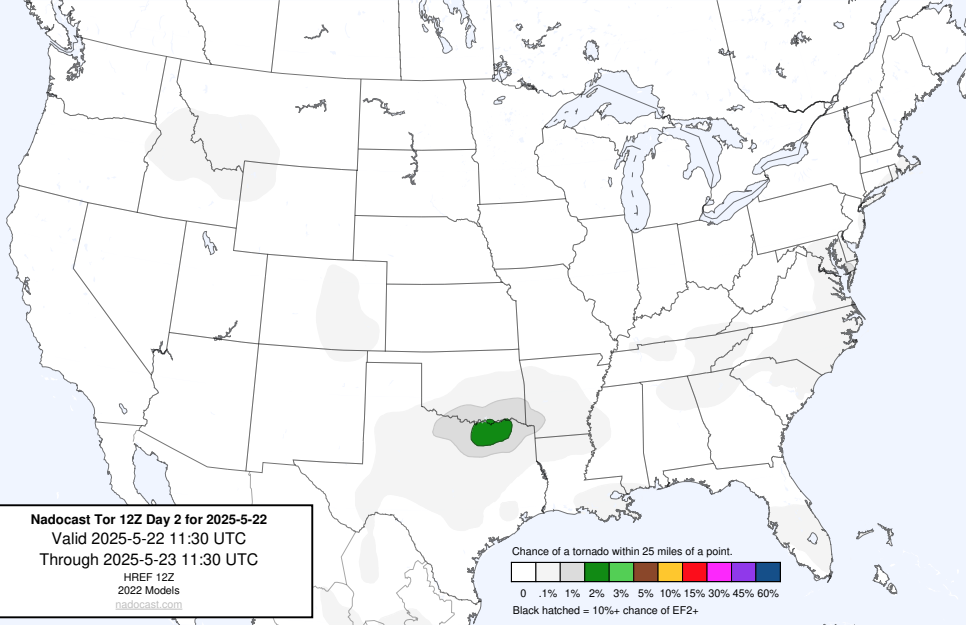 Nadocast Tor 12Z Day 2 for 2025-5-22
Valid 2025-5-22 11:30 UTC
Through 2025-5-23 11:30 UTC
HREF 12Z
2022 Models
nadocast.com
Chance of a tornado within 25 miles of a point.
0 .1% 1% 2% 3% 5% 10% 15% 30% 45% 60%
Black hatched = 10%+ chance of EF2+